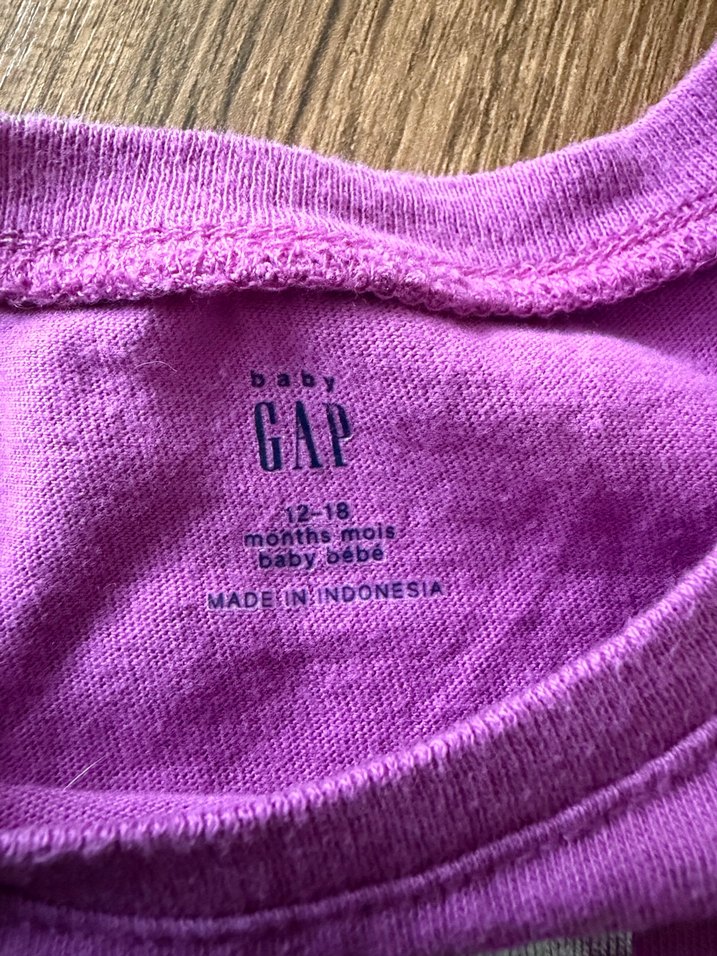 baby
GAP
12-18
months mois
baby bébé
MADE IN INDONESIA